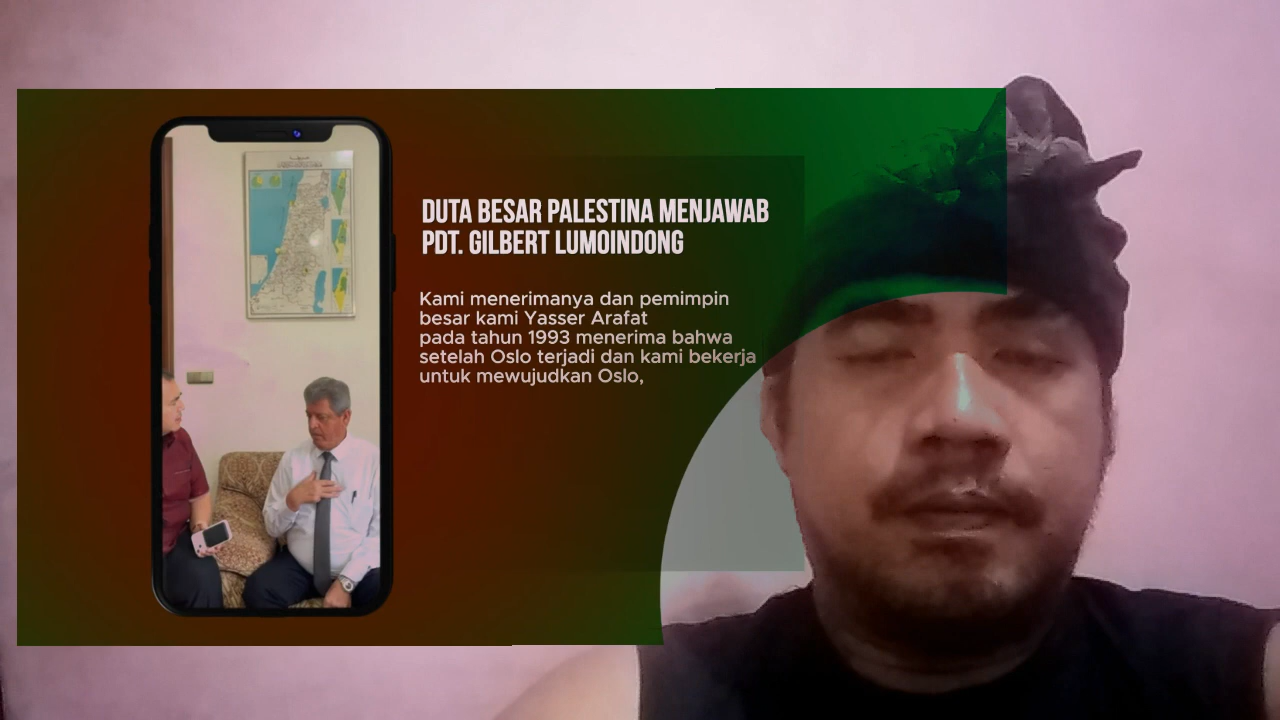 DUTA BESAR PALESTINA MENJAWAB
PDT. GILBERT LUMOINDONG
Kami menerimanya dan pemimpin
besar kami Yasser Arafat
pada tahun 1993 menerima bahwa
setelah Oslo terjadi dan kami bekerja
untuk mewujudkan Oslo,